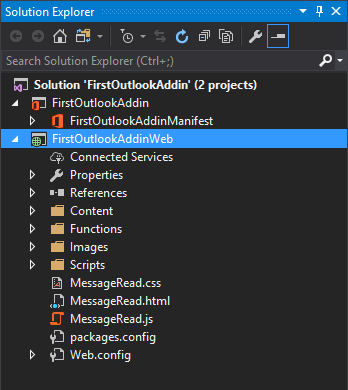 Solution Explorer
Search Solution Explorer (Ctrl+;)
Solution 'FirstOutlookAddin' (2 projects)
FirstOutlookAddin
FirstOutlookAddinManifest
FirstOutlookAddinWeb
Connected Services
Properties
References
Content
Functions
Images
Scripts
MessageRead.css
MessageRead.html
MessageRead.js
packages.config
Web.config